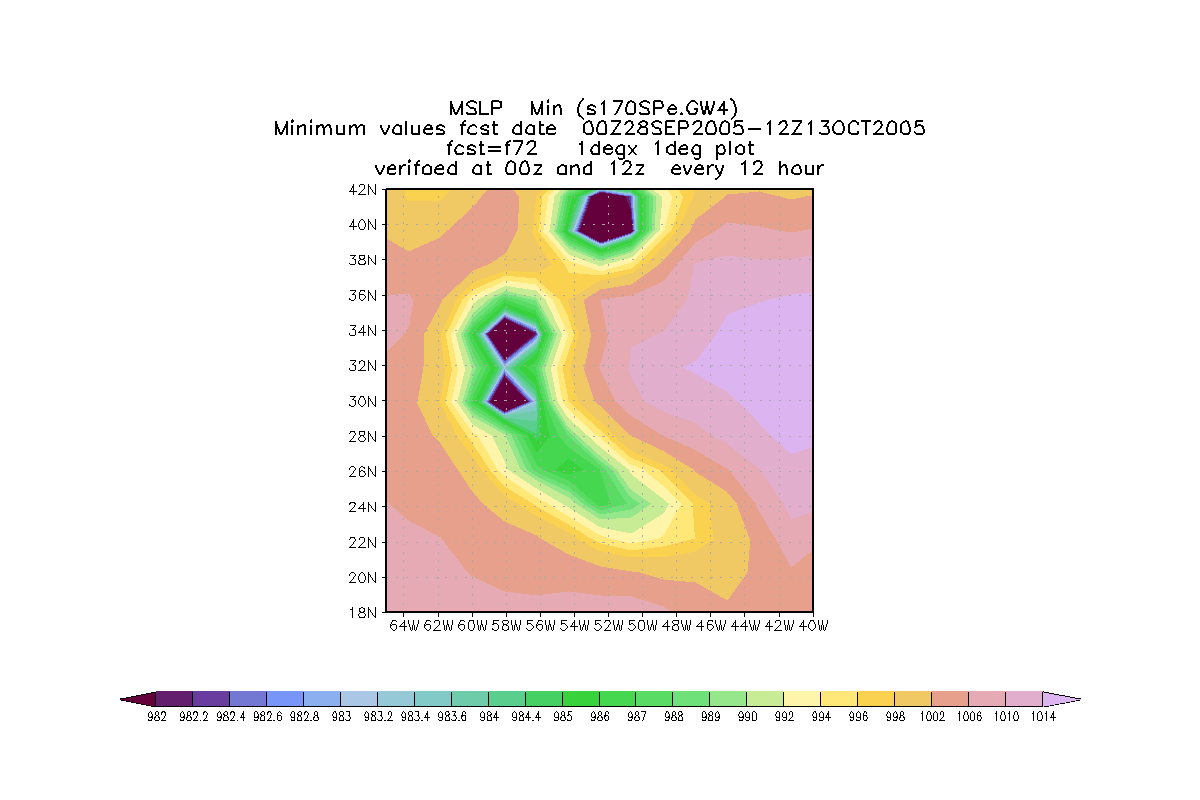 MSLP Min (s170SPe.GW4)
Minimum values fcst date 00Z28SEP2005-12Z13OCT2005
fcst=f72 1degx 1deg plot
verifaed at 00z and 12z every 12 hour
42N
40N
38N
36N
34N
32N
30N
28N
26N
24N
22N
20N
18N
64W 62W 60W 58W 56W 54W 52W 50W 48W 46W 44W 42W 40W
982 982.2 982.4 982.6 982.8 983 983.2 983.4 983.6 984 984.4 985 986 987 988 989 990 992 994 996 998 1002 1006 1010 1014